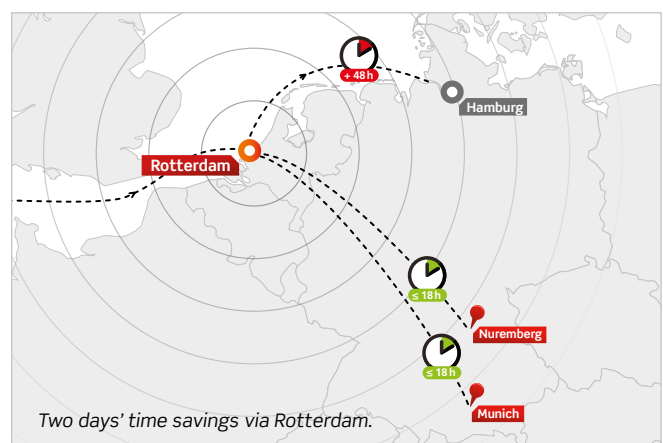 + 48 h
Hamburg
Rotterdam
≤ 18 h
Nuremberg
≤ 18 h
Munich
Two days’ time savings via Rotterdam.